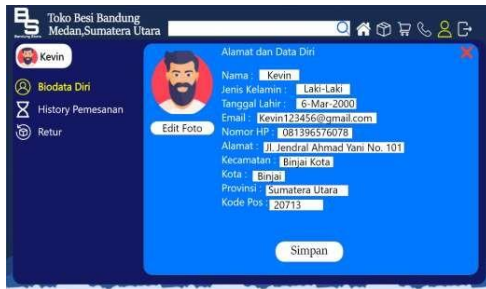 BS
Toko Besi Bandung
Medan,Sumatera Utara
Kevin
Biodata Diri
History Pemesanan
Retur
Edit Foto
Alamat dan Data Diri
Nama : Kevin
Jenis Kelamin : Laki-Laki
Tanggal Lahir : 6-Mar-2000
Email : Kevin123456@gmail.com
Nomor HP : 081396576078
Alamat : Jl. Jendral Ahmad Yani No. 101
Kecamatan : Binjai Kota
Kota : Binjai
Provinsi : Sumatera Utara
Kode Pos : 20713
Simpan